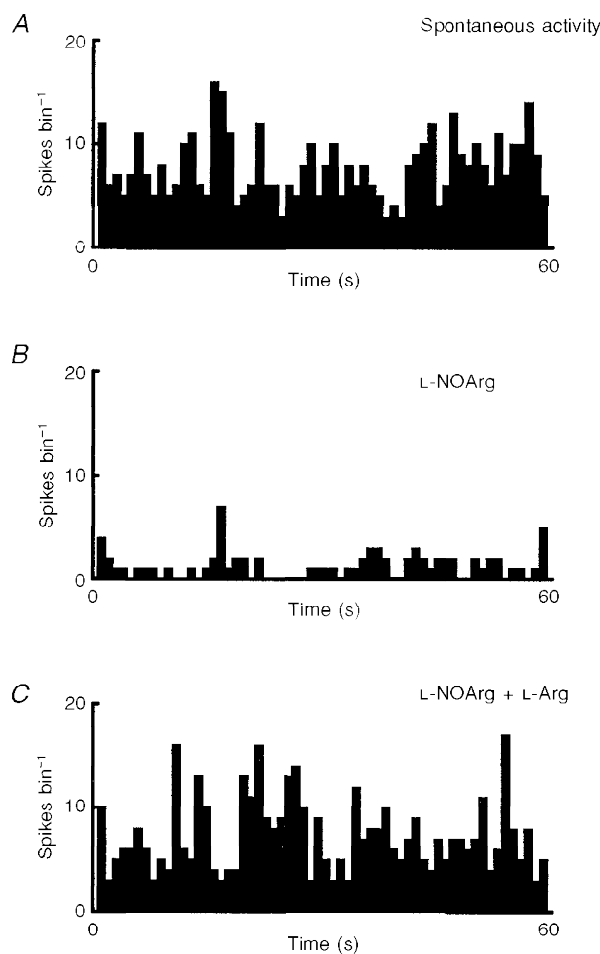 A
Spontaneous activity
20
10
0
Spikes bin⁻¹
0
60
Time (s)
B
L-NOArg
20
10
0
Spikes bin⁻¹
0
60
Time (s)
C
L-NOArg + L-Arg
20
10
0
Spikes bin⁻¹
0
60
Time (s)